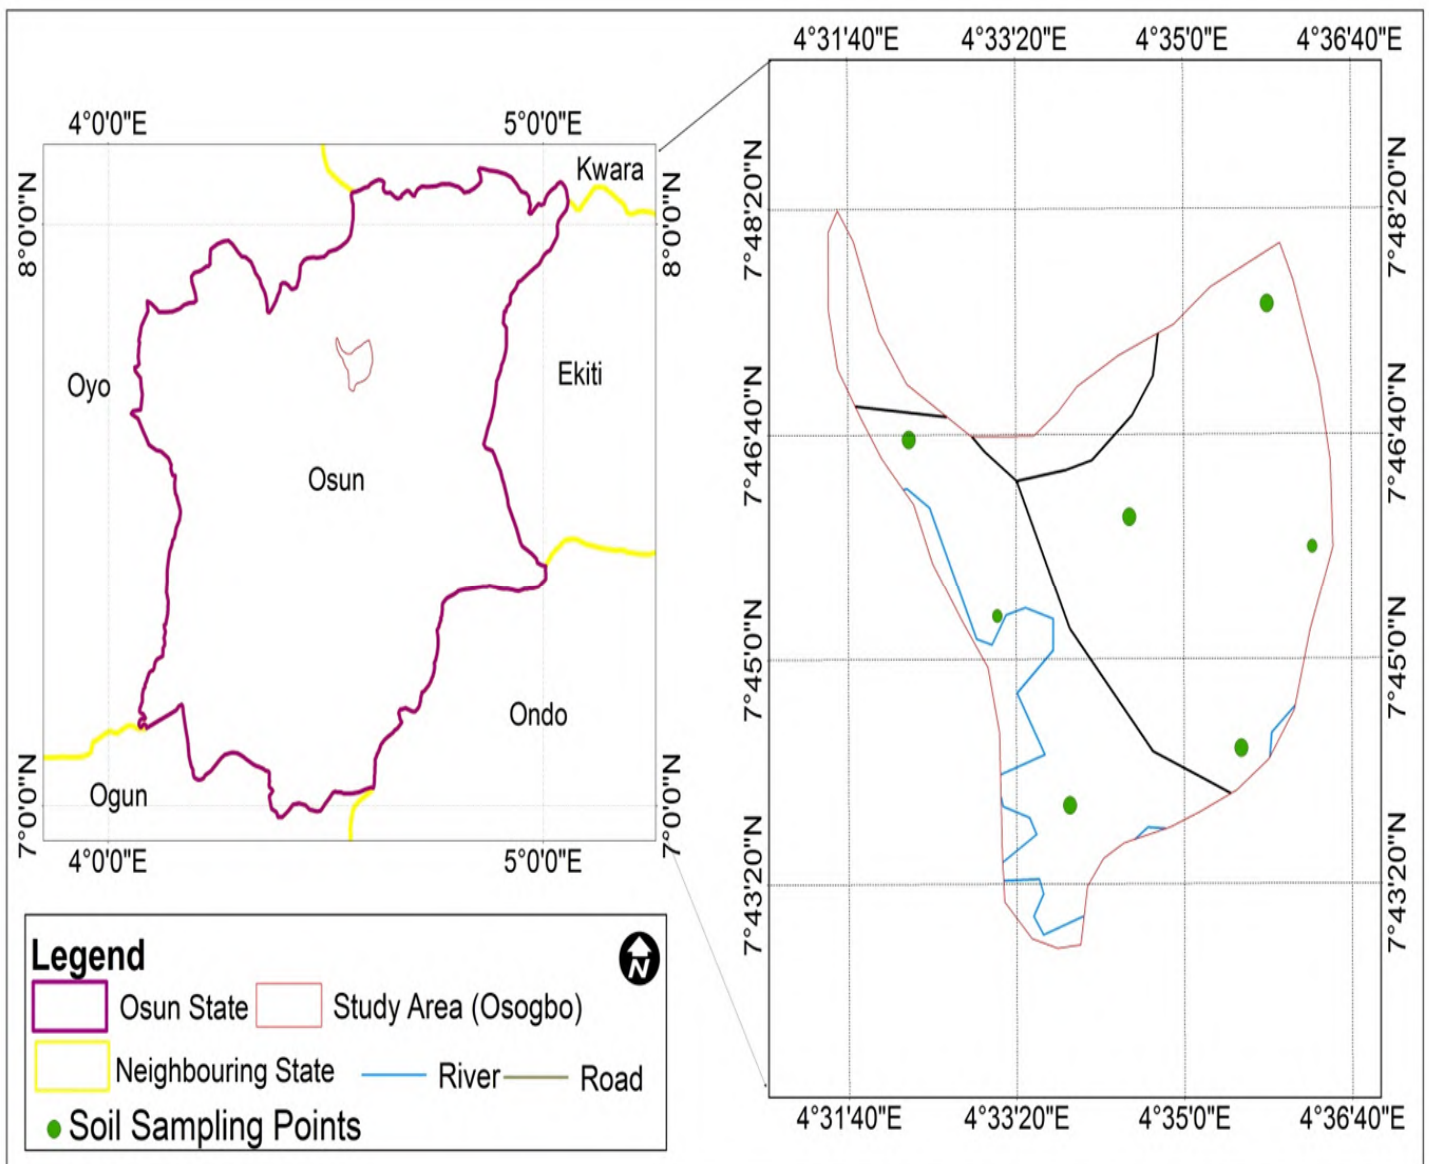 4°31'40"E 4°33'20"E 4°35'0"E 4°36'40"E
4°0'0"E 5°0'0"E
Kwara
8°0'0"N 8°0'0"N
7°48'20"N 7°48'20"N
Oyo
Ekiti
Osun
7°46'40"N 7°46'40"N
7°45'0"N 7°45'0"N
Ondo
Ogun
7°0'0"N 7°0'0"N
4°0'0"E 5°0'0"E
7°43'20"N 7°43'20"N
4°31'40"E 4°33'20"E 4°35'0"E 4°36'40"E
Legend
N
Osun State Study Area (Osogbo)
Neighbouring State River Road
Soil Sampling Points